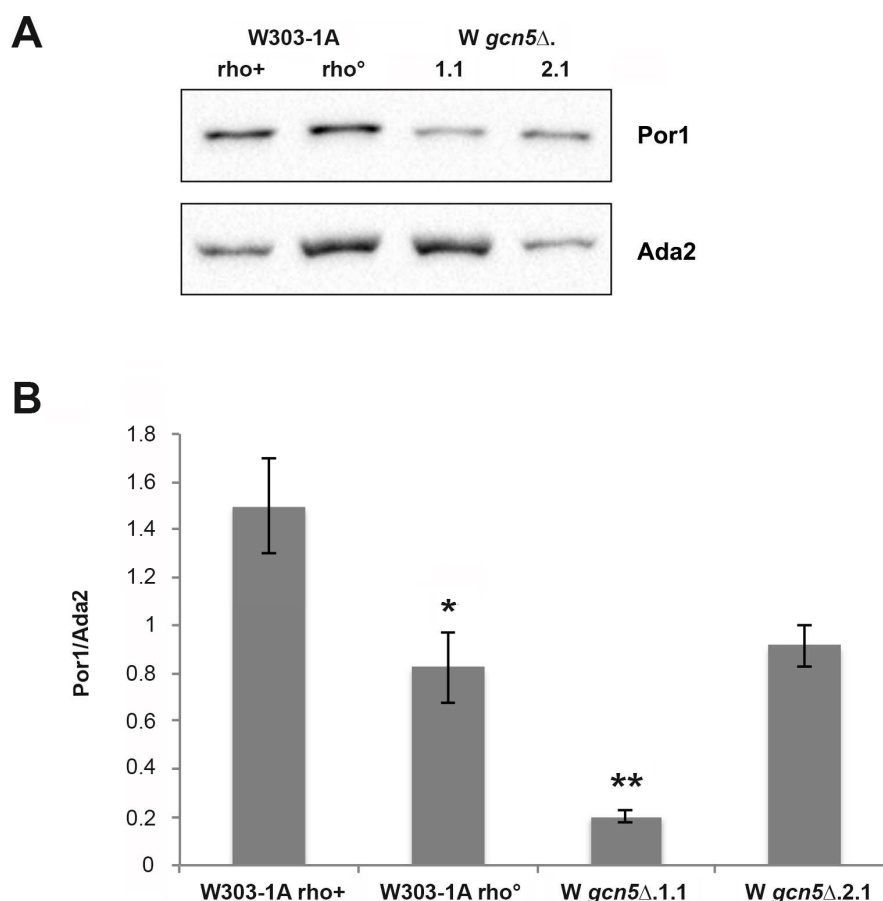 A
W303-1A W gcn5Δ.
rho+ rho° 1.1 2.1
Por1
Ada2
B
1.8
1.6
1.4
1.2
1
0.8
0.6
0.4
0.2
0
Por1/Ada2
*
**
W303-1A rho+ W303-1A rho° W gcn5Δ.1.1 W gcn5Δ.2.1